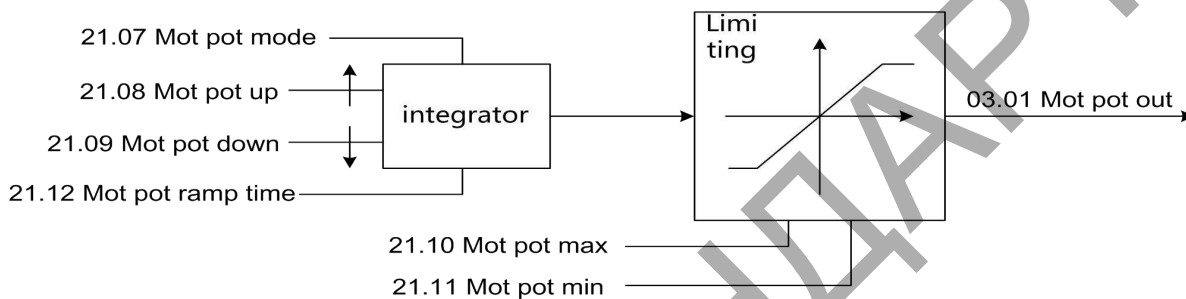 21.07 Mot pot mode
21.08 Mot pot up
21.09 Mot pot down
21.12 Mot pot ramp time
integrator
Limi
ting
03.01 Mot pot out
21.10 Mot pot max
21.11 Mot pot min
НДАРТ